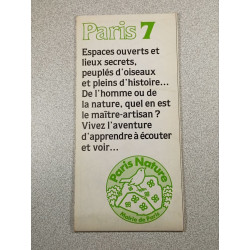 Paris 7
Espaces ouverts et
lieux secrets,
peuplés d'oiseaux
et pleins d'histoire...
De l'homme ou de
la nature, quel en est
le maître-artisan ?
Vivez l'aventure
d'apprendre à écouter
et voir...
Paris Nature
Mairie de Paris